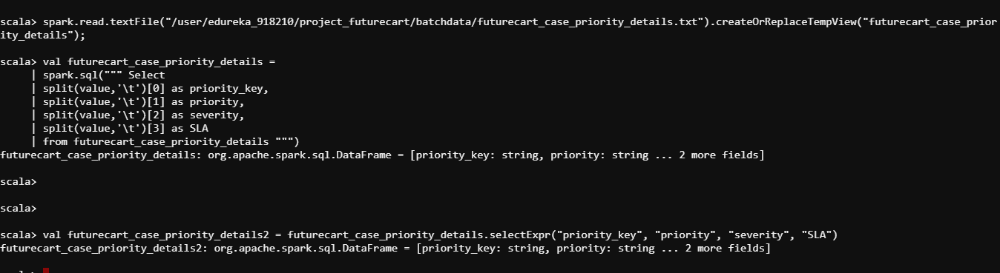 scala> spark.read.textFile("/user/edureka_918210/project_futurecart/batchdata/futurecart_case_priority_details.txt").createOrReplaceTempView("futurecart_case_prior
ity_details");
scala> val futurecart_case_priority_details =
| spark.sql(""" Select
| split(value,'\t')[0] as priority_key,
| split(value,'\t')[1] as priority,
| split(value,'\t')[2] as severity,
| split(value,'\t')[3] as SLA
| from futurecart_case_priority_details """)
futurecart_case_priority_details: org.apache.spark.sql.DataFrame = [priority_key: string, priority: string ... 2 more fields]
scala>
scala>
scala> val futurecart_case_priority_details2 = futurecart_case_priority_details.selectExpr("priority_key", "priority", "severity", "SLA")
futurecart_case_priority_details2: org.apache.spark.sql.DataFrame = [priority_key: string, priority: string ... 2 more fields]